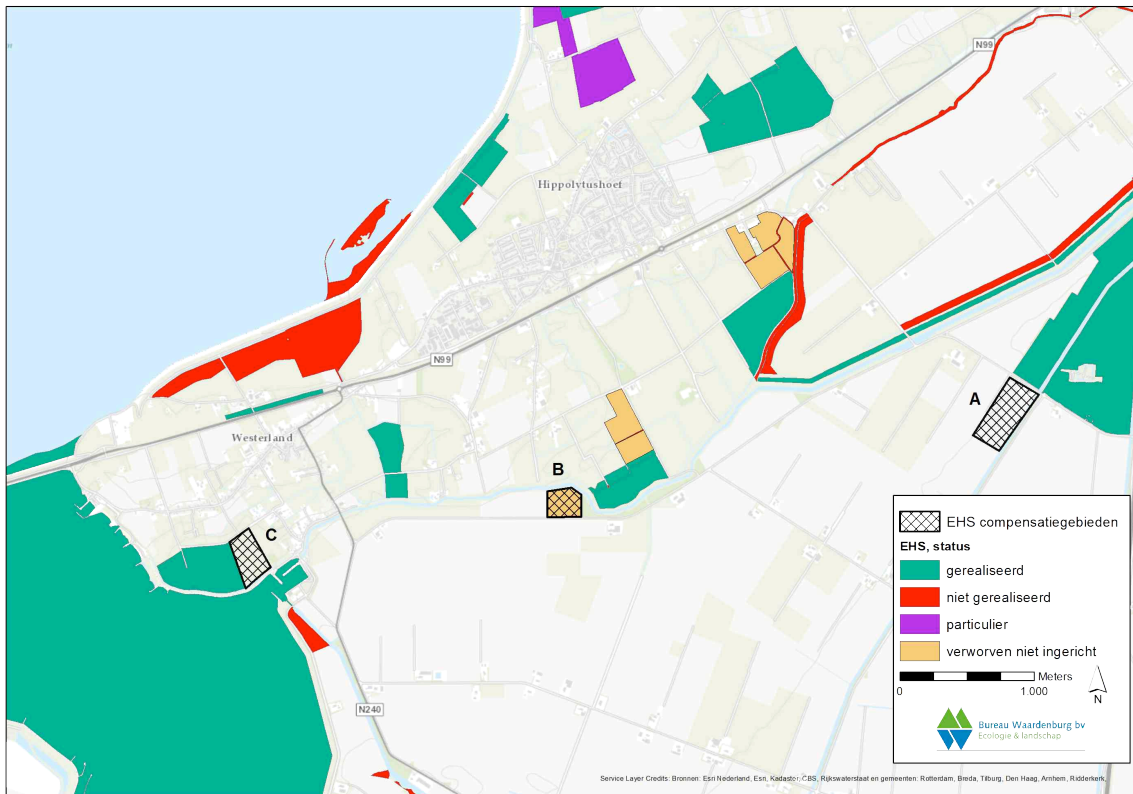 N99
Hippolytushoef
N99
A
Westerland
B
C
N240
EHS compensatiegebieden
EHS, status
gerealiseerd
niet gerealiseerd
particulier
verworven niet ingericht
Meters
0 1.000
N
Bureau Waardenburg bv
Ecologie & landschap
Service Layer Credits: Bronnen: Esri Nederland, Esri, Kadaster, CBS, Rijkswaterstaat en gemeenten: Rotterdam, Breda, Tilburg, Den Haag, Arnhem, Ridderkerk,